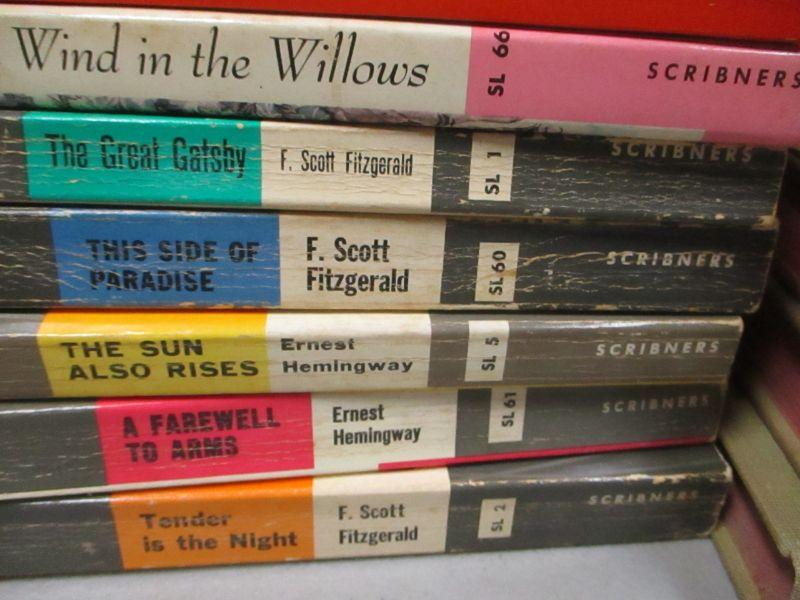 Wind in the Willows
SL 66
SCRIBNERS
The Great Gatsby
F. Scott Fitzgerald
SL 1
SCRIBNERS
THIS SIDE OF
PARADISE
F. Scott
Fitzgerald
SL 60
SCRIBNERS
THE SUN
ALSO RISES
Ernest
Hemingway
SL 5
SCRIBNERS
A FAREWELL
TO ARMS
Ernest
Hemingway
SL 61
SCRIBNERS
Tender
is the Night
F. Scott
Fitzgerald
SL 2
SCRIBNERS